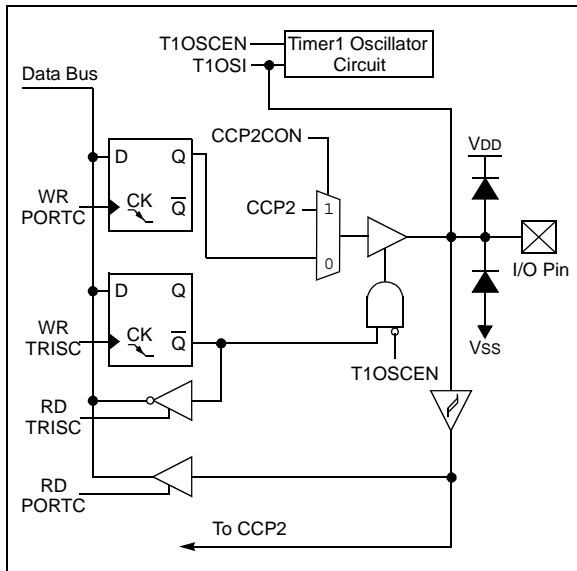 T1OSCEN
T1OSI
Timer1 Oscillator
Circuit
Data Bus
D Q
CK Q
WR
PORTC
CCP2CON
CCP2
1
0
VDD
I/O Pin
VSS
D Q
CK Q
WR
TRISC
T1OSCEN
RD
TRISC
RD
PORTC
To CCP2